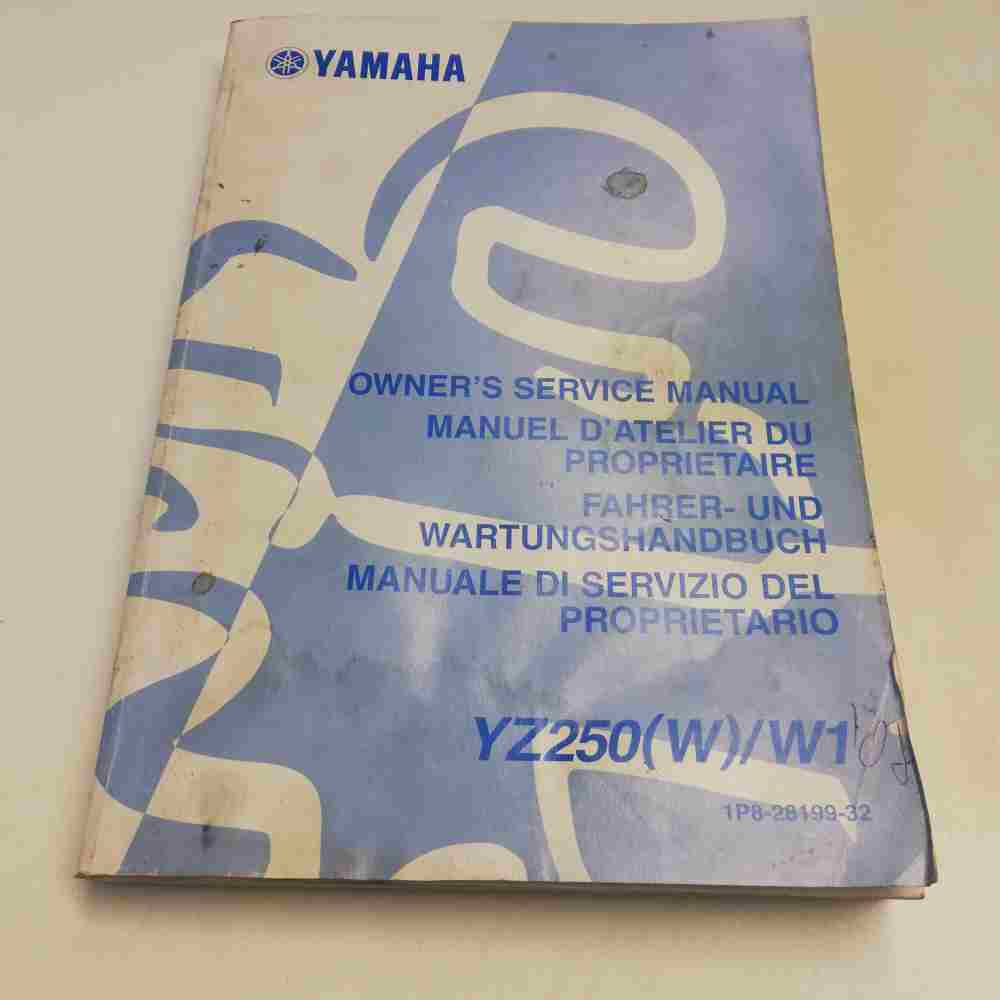 YAMAHA
OWNER'S SERVICE MANUAL
MANUEL D'ATELIER DU
PROPRIETAIRE
FAHRER- UND
WARTUNGSHANDBUCH
MANUALE DI SERVIZIO DEL
PROPRIETARIO
YZ250(W)/W1
1P8-28199-32